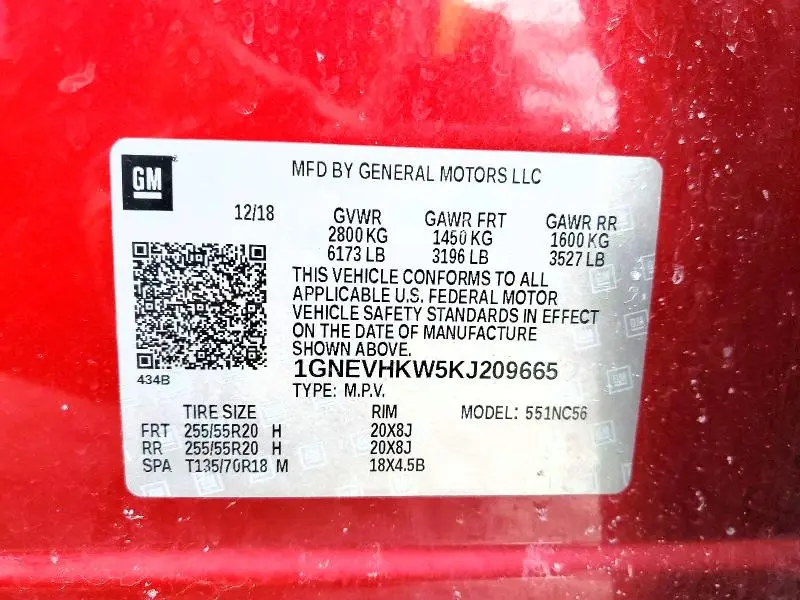 GM
MFD BY GENERAL MOTORS LLC
12/18 GVWR GAWR FRT GAWR RR
2800 KG 1450 KG 1600 KG
6173 LB 3196 LB 3527 LB
THIS VEHICLE CONFORMS TO ALL
APPLICABLE U.S. FEDERAL MOTOR
VEHICLE SAFETY STANDARDS IN EFFECT
ON THE DATE OF MANUFACTURE
SHOWN ABOVE.
434B
1GNEVHKW5KJ209665
TYPE: M.P.V.
TIRE SIZE RIM MODEL: 551NC56
FRT 255/55R20 H 20X8J
RR 255/55R20 H 20X8J
SPA T135/70R18 M 18X4.5B